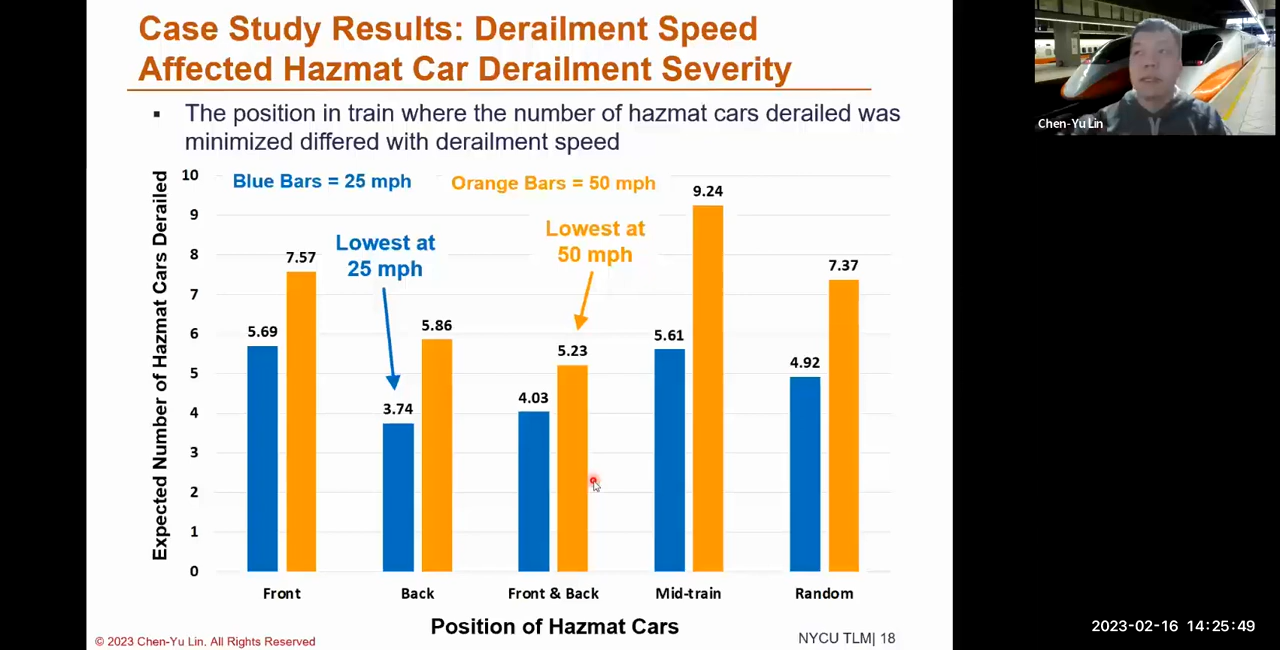 Case Study Results: Derailment Speed
Affected Hazmat Car Derailment Severity
▪ The position in train where the number of hazmat cars derailed was
minimized differed with derailment speed
Expected Number of Hazmat Cars Derailed
10
9
8
7
6
5
4
3
2
1
0
Blue Bars = 25 mph
Orange Bars = 50 mph
Lowest at
25 mph
Lowest at
50 mph
5.69
7.57
3.74
5.86
4.03
5.23
5.61
9.24
4.92
7.37
Front
Back
Front & Back
Mid-train
Random
Position of Hazmat Cars
© 2023 Chen-Yu Lin. All Rights Reserved
NYCU TLM| 18
Chen-Yu Lin
2023-02-16 14:25:49